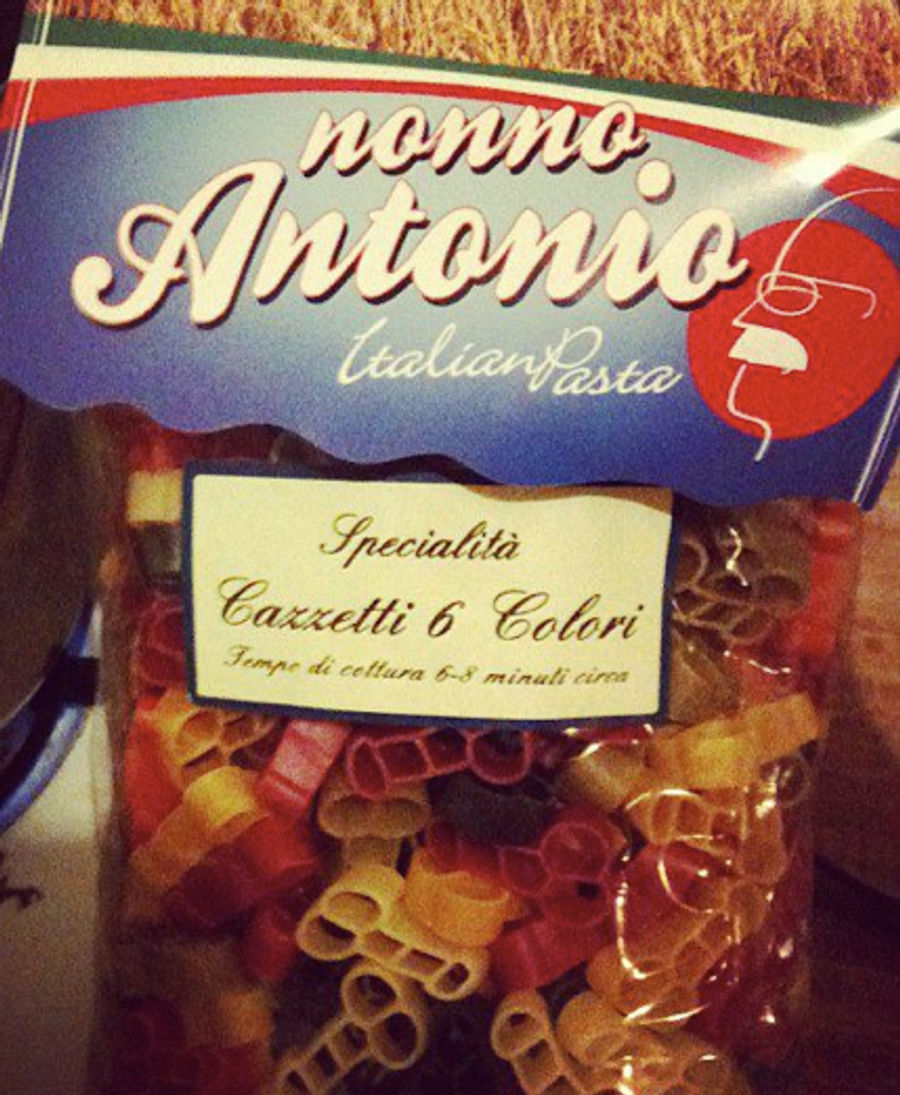 nonno
Antonio
Italian Pasta
Specialità
Cazzetti 6 Colori
Tempo di cottura 6-8 minuti circa